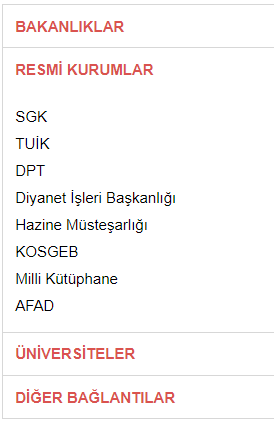 BAKANLIKLAR
RESMİ KURUMLAR
SGK
TUİK
DPT
Diyanet İşleri Başkanlığı
Hazine Müsteşarlığı
KOSGEB
Milli Kütüphane
AFAD
ÜNİVERSİTELER
DİĞER BAĞLANTILAR